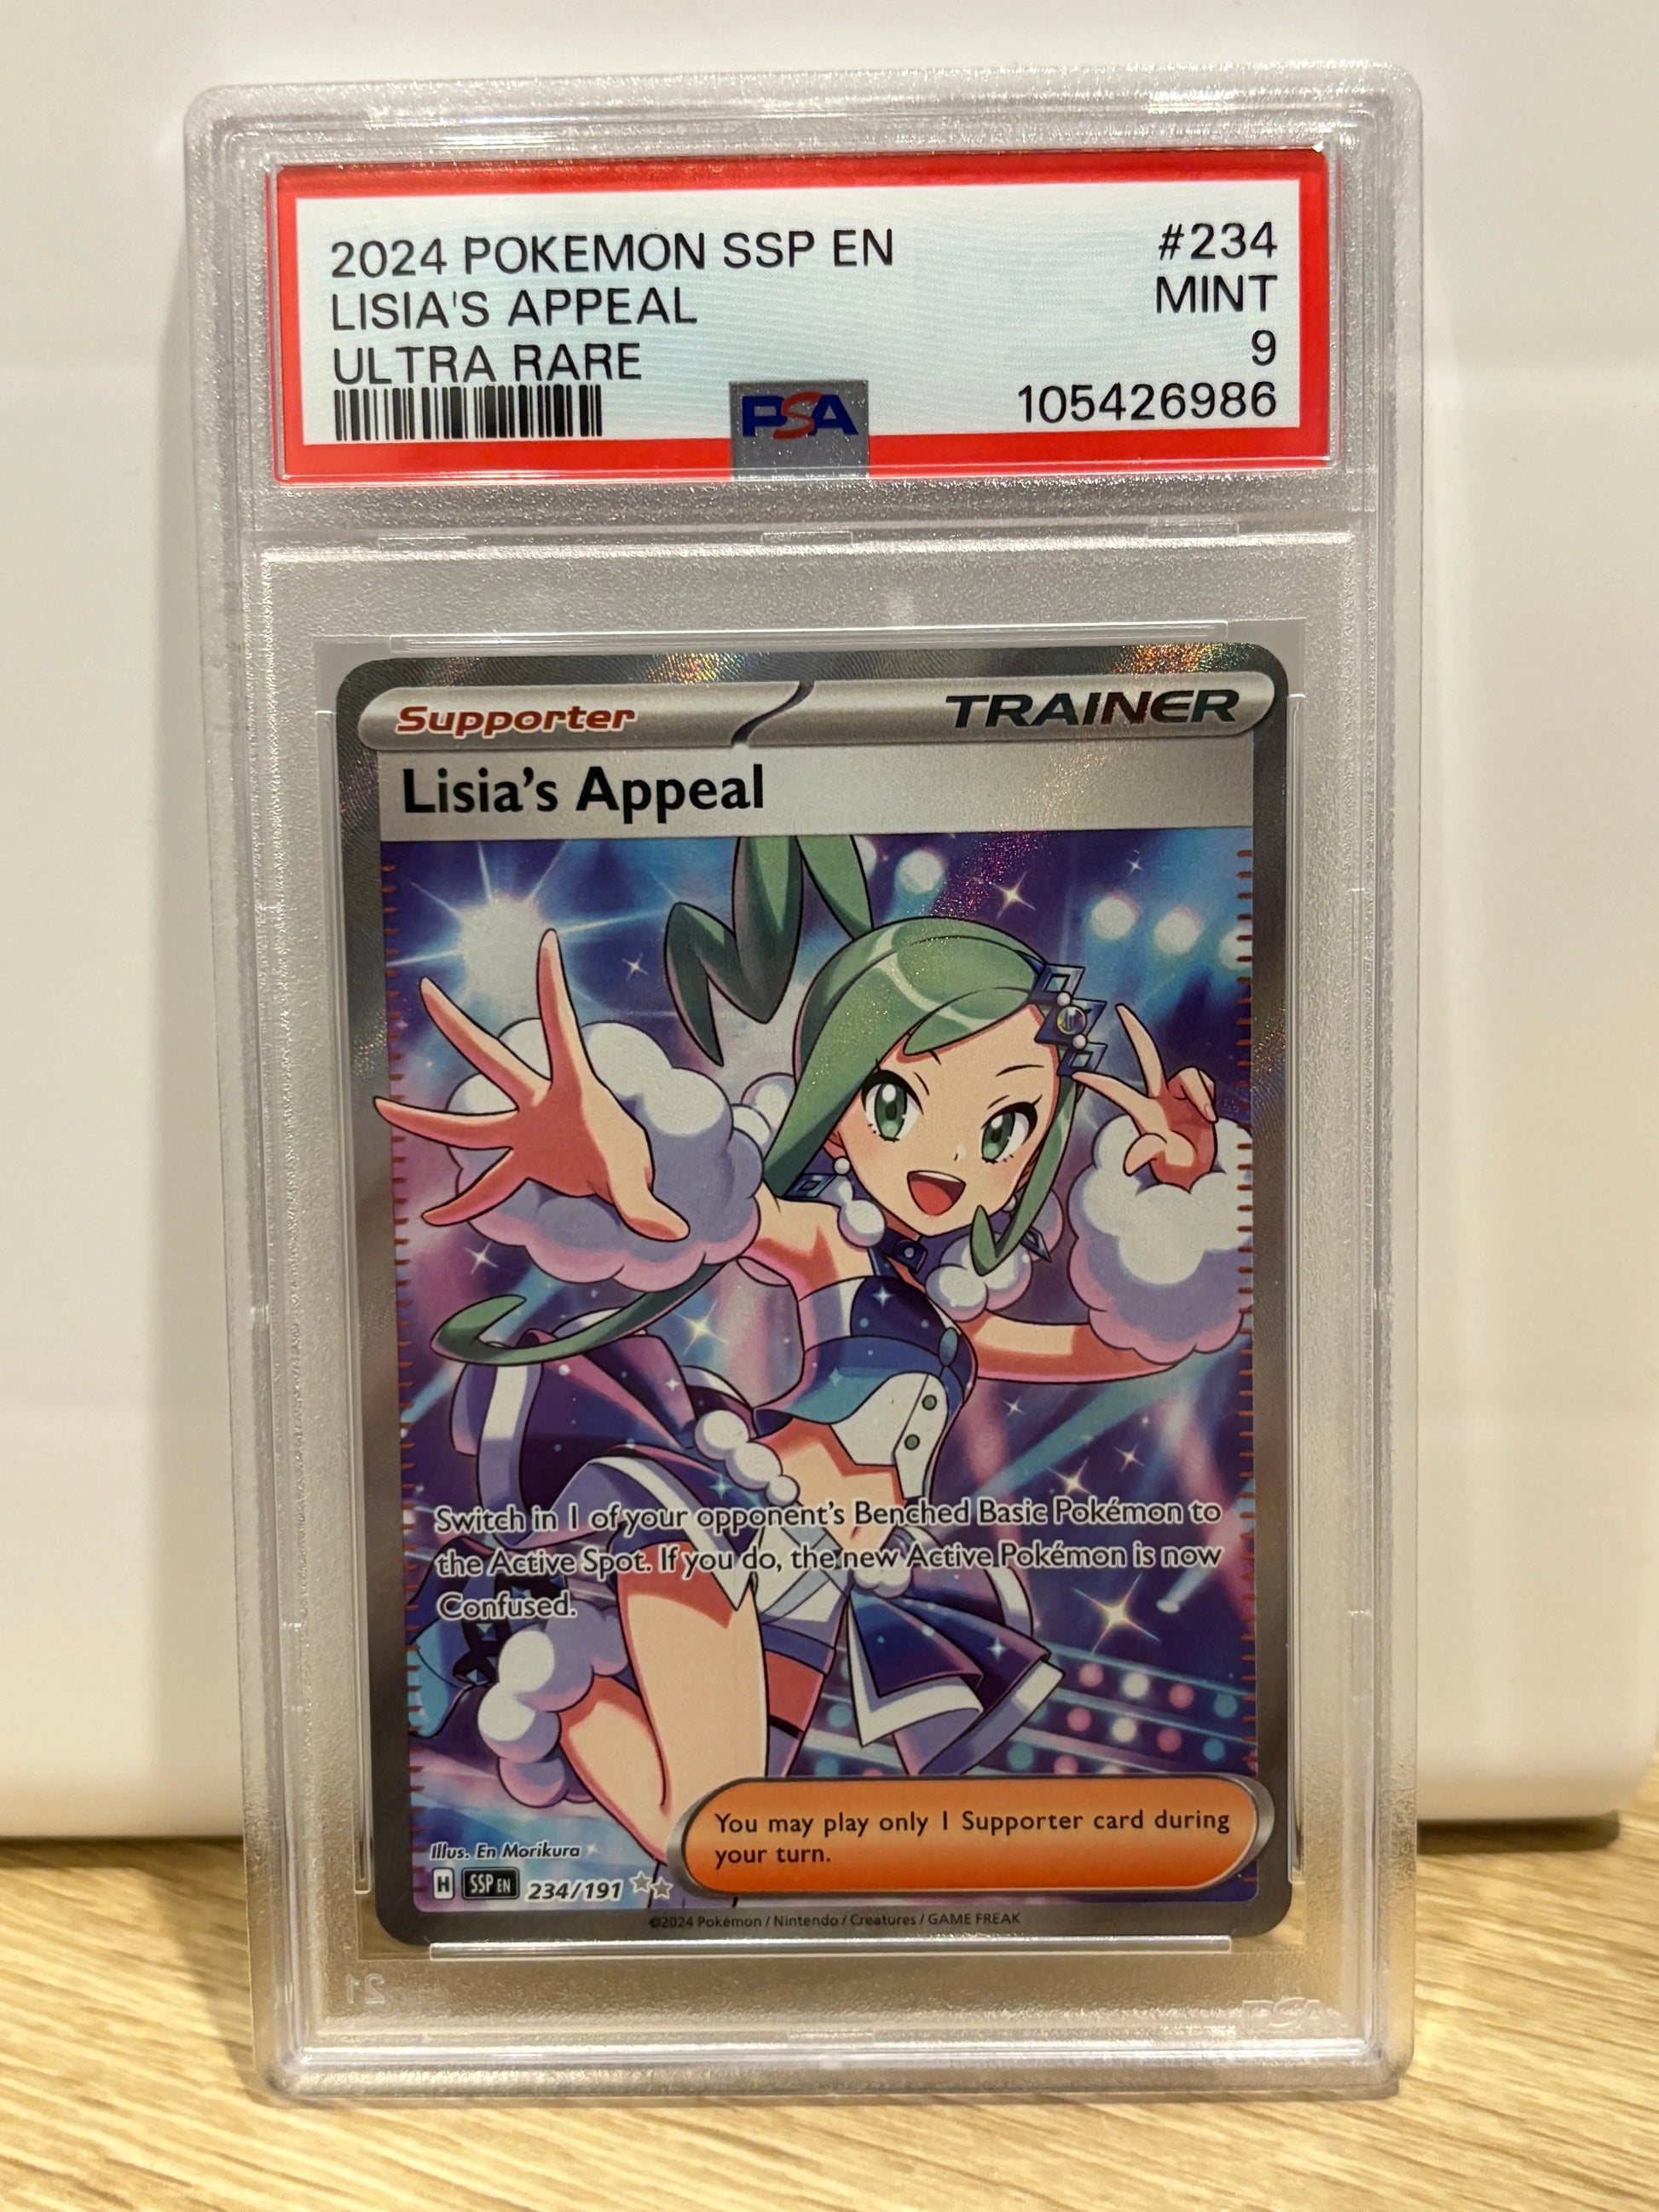 2024 POKEMON SSP EN #234
LISIA'S APPEAL MINT
ULTRA RARE 9
PSA 105426986
Supporter TRAINER
Lisia's Appeal
Switch in 1 of your opponent's Benched Basic Pokémon to
the Active Spot. If you do, the new Active Pokémon is now
Confused.
You may play only 1 Supporter card during
your turn.
Illus. En Morikura
H SSP EN 234/191
©2024 Pokémon / Nintendo / Creatures / GAME FREAK
21 PSA